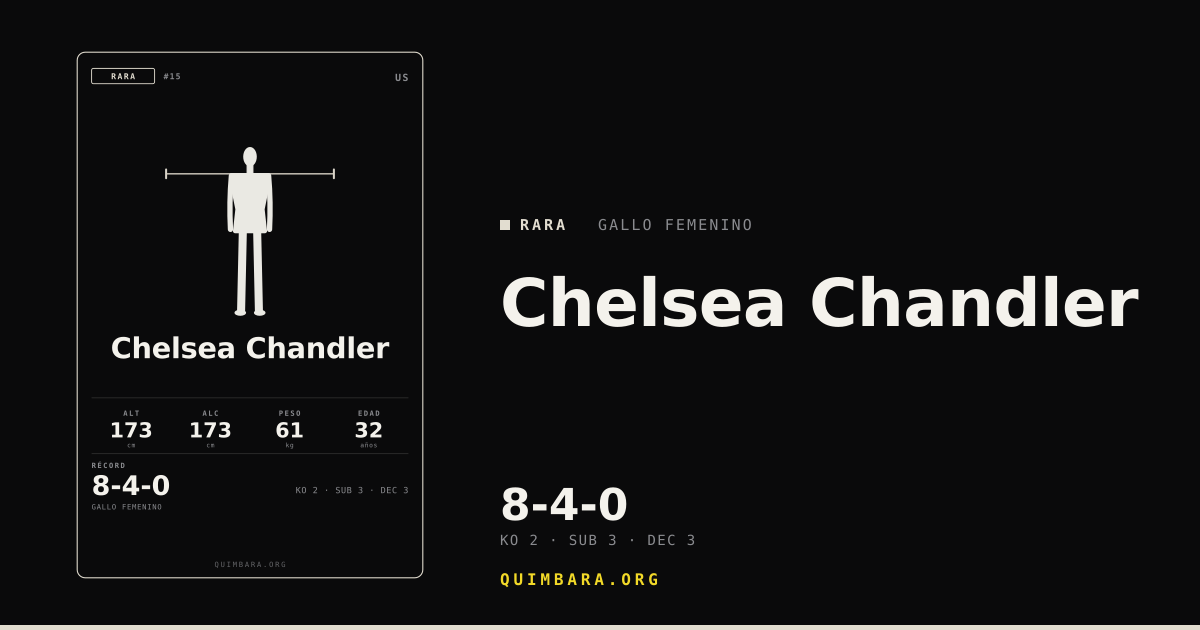 RARA #15 US
Chelsea Chandler
ALT ALC PESO EDAD
173 173 61 32
cm cm kg años
RÉCORD
8-4-0 KO 2 · SUB 3 · DEC 3
GALLO FEMENINO
QUIMBARA.ORG
RARA GALLO FEMENINO
Chelsea Chandler
8-4-0
KO 2 · SUB 3 · DEC 3
QUIMBARA.ORG